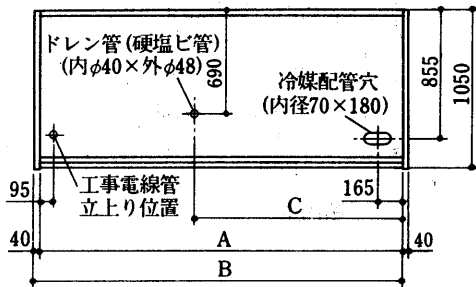 ドレン管(硬塩ビ管)
(内φ40×外φ48)
690
冷媒配管穴
(内径70×180)
855
1050
95
工事電線管
立上り位置
165
C
40
A
40
B